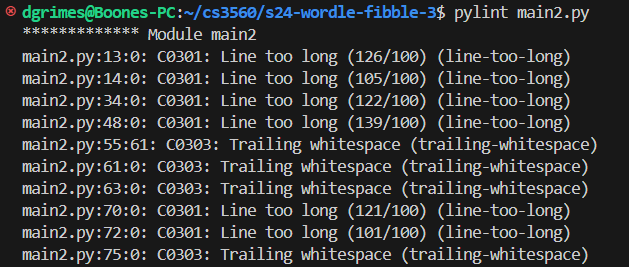 dgrimes@Boones-PC:~/cs3560/s24-wordle-fibble-3$ pylint main2.py
************* Module main2
main2.py:13:0: C0301: Line too long (126/100) (line-too-long)
main2.py:14:0: C0301: Line too long (105/100) (line-too-long)
main2.py:34:0: C0301: Line too long (122/100) (line-too-long)
main2.py:48:0: C0301: Line too long (139/100) (line-too-long)
main2.py:55:61: C0303: Trailing whitespace (trailing-whitespace)
main2.py:61:0: C0303: Trailing whitespace (trailing-whitespace)
main2.py:63:0: C0303: Trailing whitespace (trailing-whitespace)
main2.py:70:0: C0301: Line too long (121/100) (line-too-long)
main2.py:72:0: C0301: Line too long (101/100) (line-too-long)
main2.py:75:0: C0303: Trailing whitespace (trailing-whitespace)